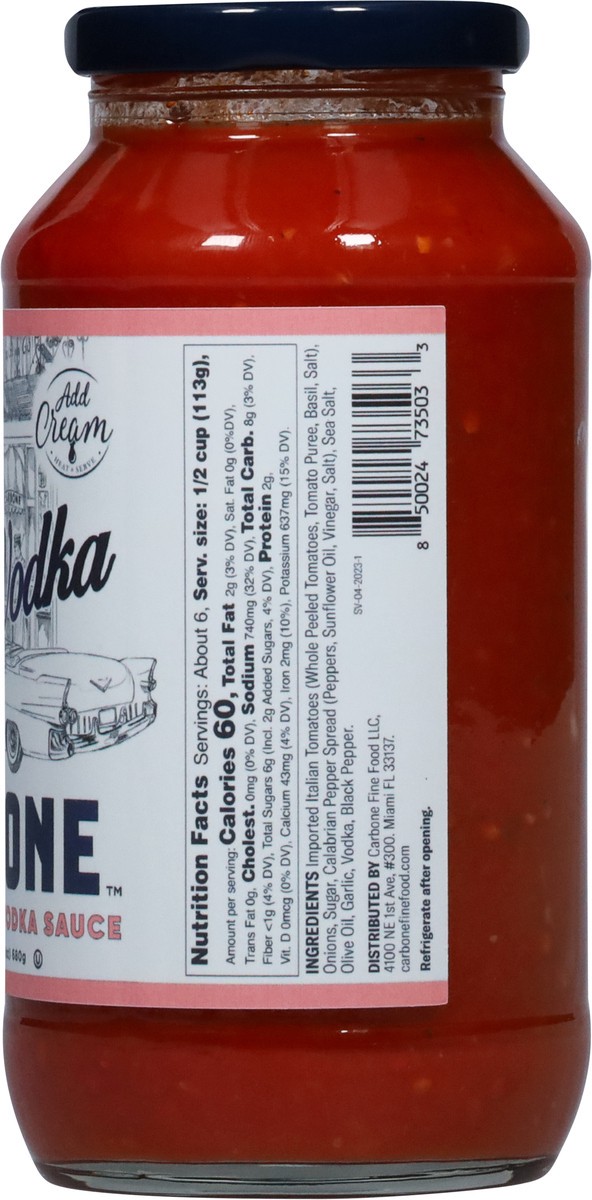 Add
Cream
• HEAT & SERVE •
Vodka
ONE™
ODKA SAUCE
680g Ⓤ
Nutrition Facts Servings: About 6, Serv. size: 1/2 cup (113g),
Amount per serving: Calories 60, Total Fat 2g (3% DV), Sat. Fat 0g (0%DV),
Trans Fat 0g, Cholest. 0mg (0% DV), Sodium 740mg (32% DV), Total Carb. 8g (3% DV),
Fiber <1g (4% DV), Total Sugars 6g (Incl. 2g Added Sugars, 4% DV), Protein 2g,
Vit. D 0mcg (0% DV), Calcium 43mg (4% DV), Iron 2mg (10%), Potassium 637mg (15% DV).
INGREDIENTS Imported Italian Tomatoes (Whole Peeled Tomatoes, Tomato Puree, Basil, Salt),
Onions, Sugar, Calabrian Pepper Spread (Peppers, Sunflower Oil, Vinegar, Salt), Sea Salt,
Olive Oil, Garlic, Vodka, Black Pepper.
DISTRIBUTED BY Carbone Fine Food LLC,
4100 NE 1st Ave, #300. Miami FL 33137.
carbonefinefood.com
Refrigerate after opening.
SV-04-2023-1
8 50024 73503 3